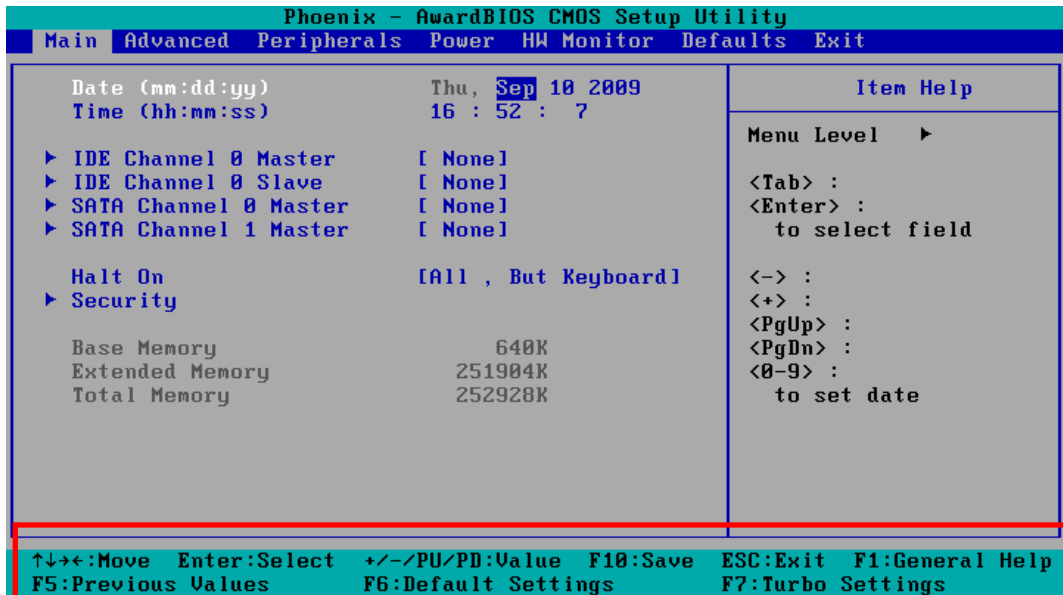 Phoenix - AwardBIOS CMOS Setup Utility
Main Advanced Peripherals Power HW Monitor Defaults Exit
Date (mm:dd:yy) Thu, Sep 10 2009
Time (hh:mm:ss) 16 : 52 : 7
▶ IDE Channel 0 Master [ None]
▶ IDE Channel 0 Slave [ None]
▶ SATA Channel 0 Master [ None]
▶ SATA Channel 1 Master [ None]
Halt On [All , But Keyboard]
▶ Security
Base Memory 640K
Extended Memory 251904K
Total Memory 252928K
Item Help
Menu Level ▶
<Tab> :
<Enter> :
to select field
<-> :
<+> :
<PgUp> :
<PgDn> :
<0-9> :
to set date
↑↓→←:Move Enter:Select +/-/PU/PD:Value F10:Save ESC:Exit F1:General Help
F5:Previous Values F6:Default Settings F7:Turbo Settings